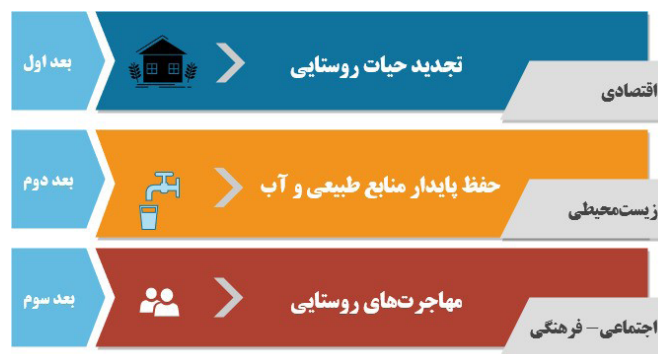 تجدید حیات روستایی
بعد اول
اقتصادی
حفظ پایدار منابع طبیعی و آب
بعد دوم
زیست‌محیطی
مهاجرت‌های روستایی
بعد سوم
اجتماعی – فرهنگی